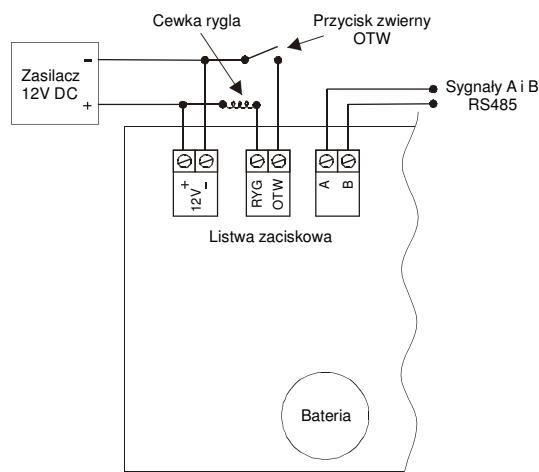 Cewka rygla
Przycisk zwierny
OTW
Zasilacz
12V DC
-
+
Sygnały A i B
RS485
+
12V
-
RYG
OTW
A
B
Listwa zaciskowa
Bateria